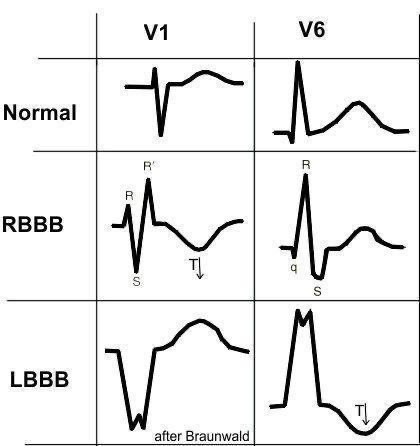 V1
V6
Normal
RBBB
R
S
R'
T
q
R
S
LBBB
T
after Braunwald